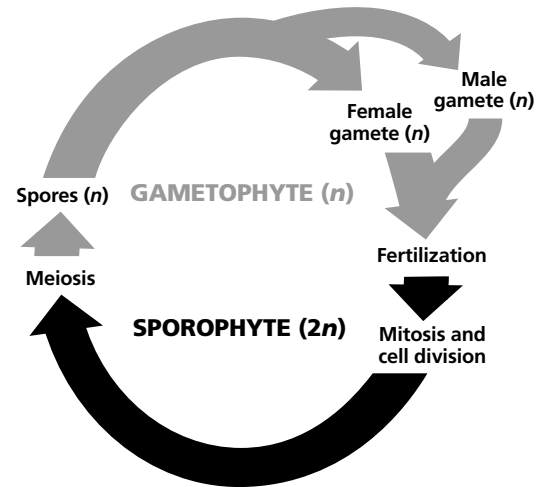 Male
gamete (n)
Female
gamete (n)
Spores (n)
GAMETOPHYTE (n)
Fertilization
Meiosis
SPOROPHYTE (2n)
Mitosis and
cell division